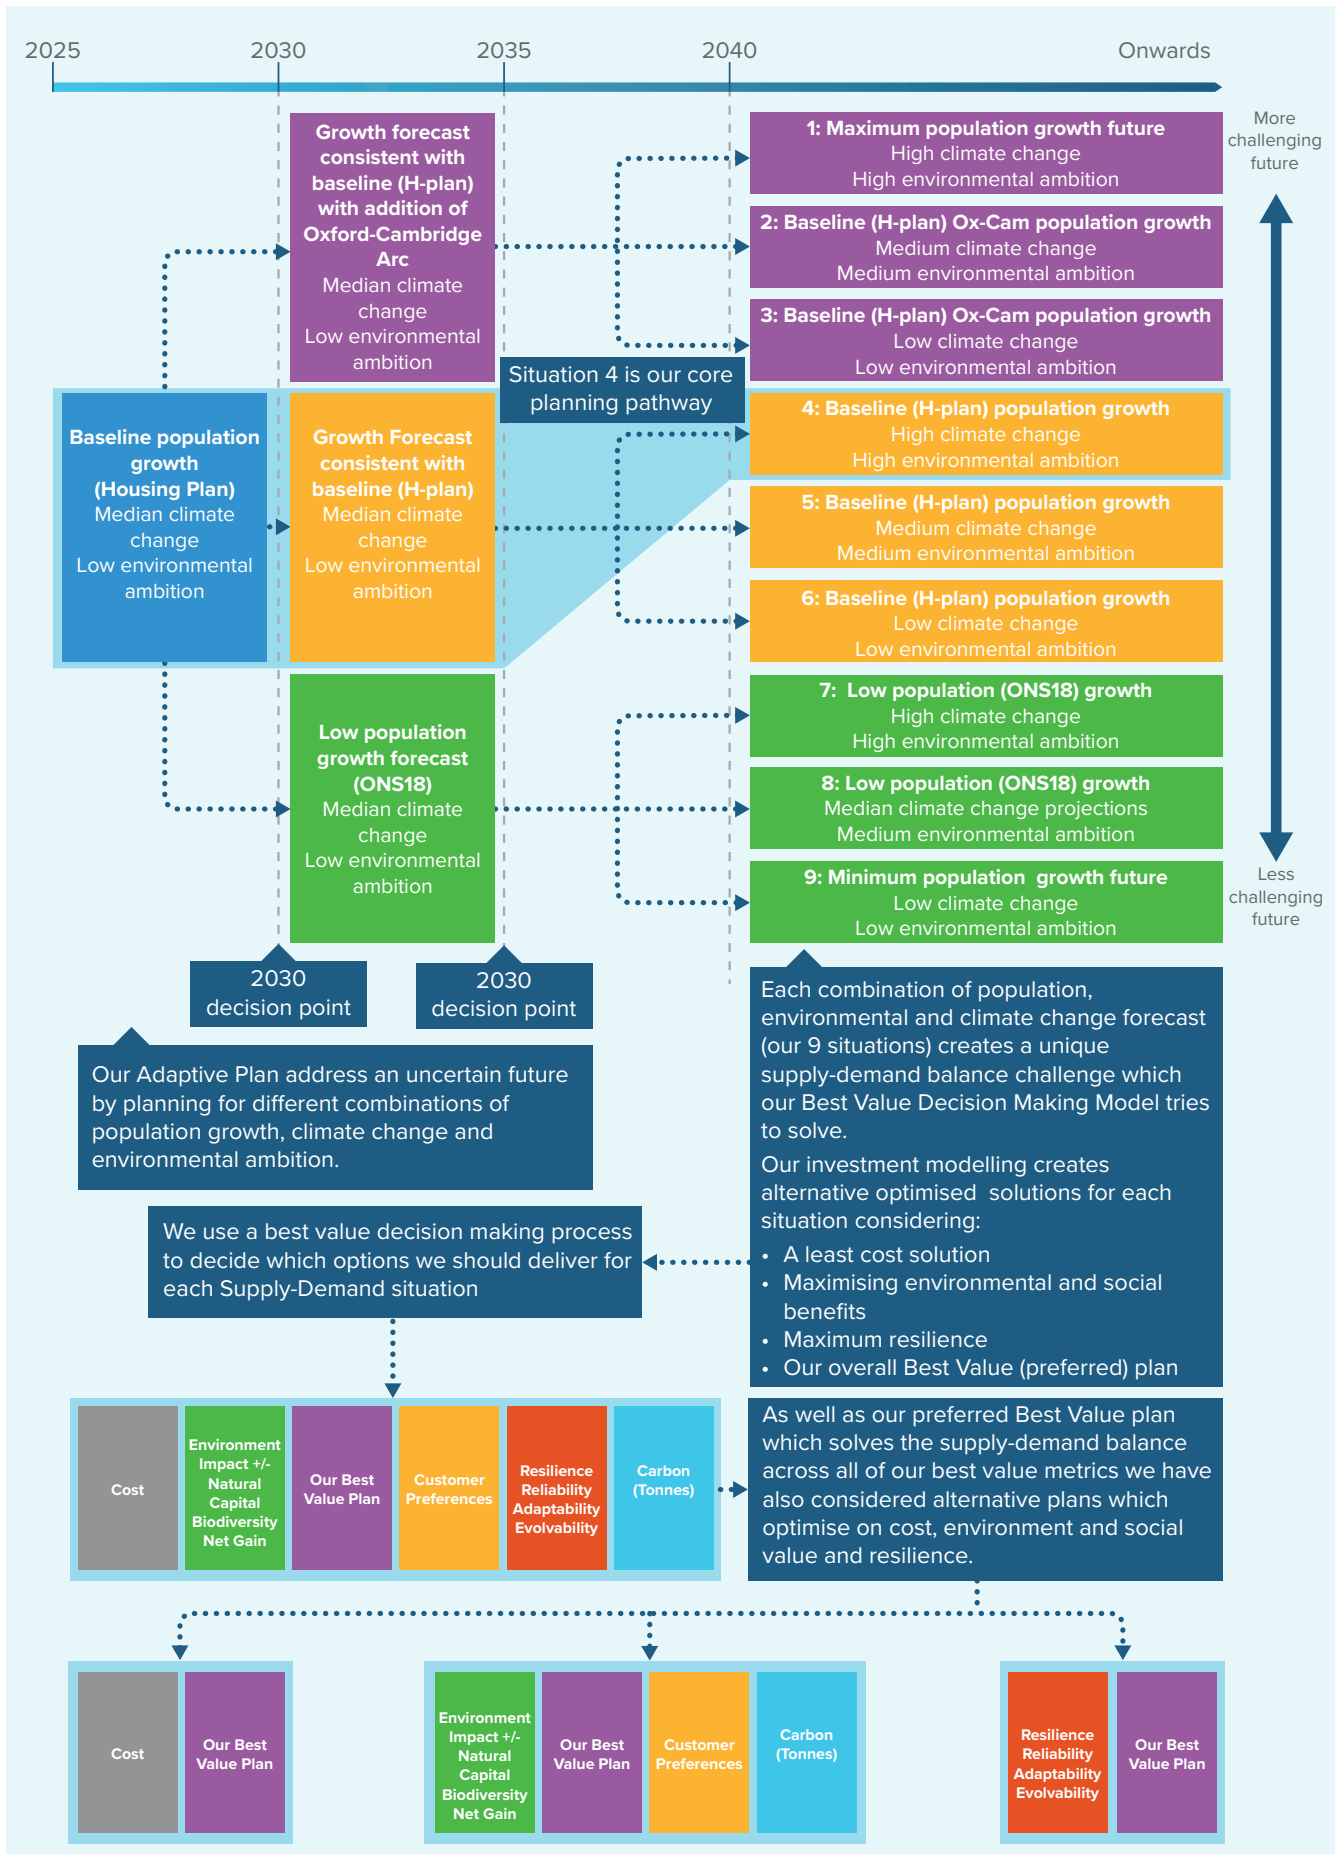 2025
2030
2035
2040
Onwards
Growth forecast
consistent with
baseline (H-plan)
with addition of
Oxford-Cambridge
Arc
Median climate
change
Low environmental
ambition
1: Maximum population growth future
High climate change
High environmental ambition
2: Baseline (H-plan) Ox-Cam population growth
Medium climate change
Medium environmental ambition
3: Baseline (H-plan) Ox-Cam population growth
Low climate change
Low environmental ambition
More
challenging
future
Situation 4 is our core
planning pathway
Baseline population
growth
(Housing Plan)
Median climate
change
Low environmental
ambition
Growth Forecast
consistent with
baseline (H-plan)
Median climate
change
Low environmental
ambition
4: Baseline (H-plan) population growth
High climate change
High environmental ambition
5: Baseline (H-plan) population growth
Medium climate change
Medium environmental ambition
6: Baseline (H-plan) population growth
Low climate change
Low environmental ambition
Low population
growth forecast
(ONS18)
Median climate
change
Low environmental
ambition
7:  Low population (ONS18) growth
High climate change
High environmental ambition
8: Low population (ONS18) growth
Median climate change projections
Medium environmental ambition
9: Minimum population  growth future
Low climate change
Low environmental ambition
Less
challenging
future
2030
decision point
2030
decision point
Our Adaptive Plan address an uncertain future
by planning for different combinations of
population growth, climate change and
environmental ambition.
Each combination of population,
environmental and climate change forecast
(our 9 situations) creates a unique
supply-demand balance challenge which
our Best Value Decision Making Model tries
to solve.
Our investment modelling creates
alternative optimised  solutions for each
situation considering:
• A least cost solution
• Maximising environmental and social
benefits
• Maximum resilience
• Our overall Best Value (preferred) plan
We use a best value decision making process
to decide which options we should deliver for
each Supply-Demand situation
Cost
Environment
Impact +/-
Natural
Capital
Biodiversity
Net Gain
Our Best
Value Plan
Customer
Preferences
Resilience
Reliability
Adaptability
Evolvability
Carbon
(Tonnes)
As well as our preferred Best Value plan
which solves the supply-demand balance
across all of our best value metrics we have
also considered alternative plans which
optimise on cost, environment and social
value and resilience.
Cost
Our Best
Value Plan
Environment
Impact +/-
Natural
Capital
Biodiversity
Net Gain
Our Best
Value Plan
Customer
Preferences
Carbon
(Tonnes)
Resilience
Reliability
Adaptability
Evolvability
Our Best
Value Plan